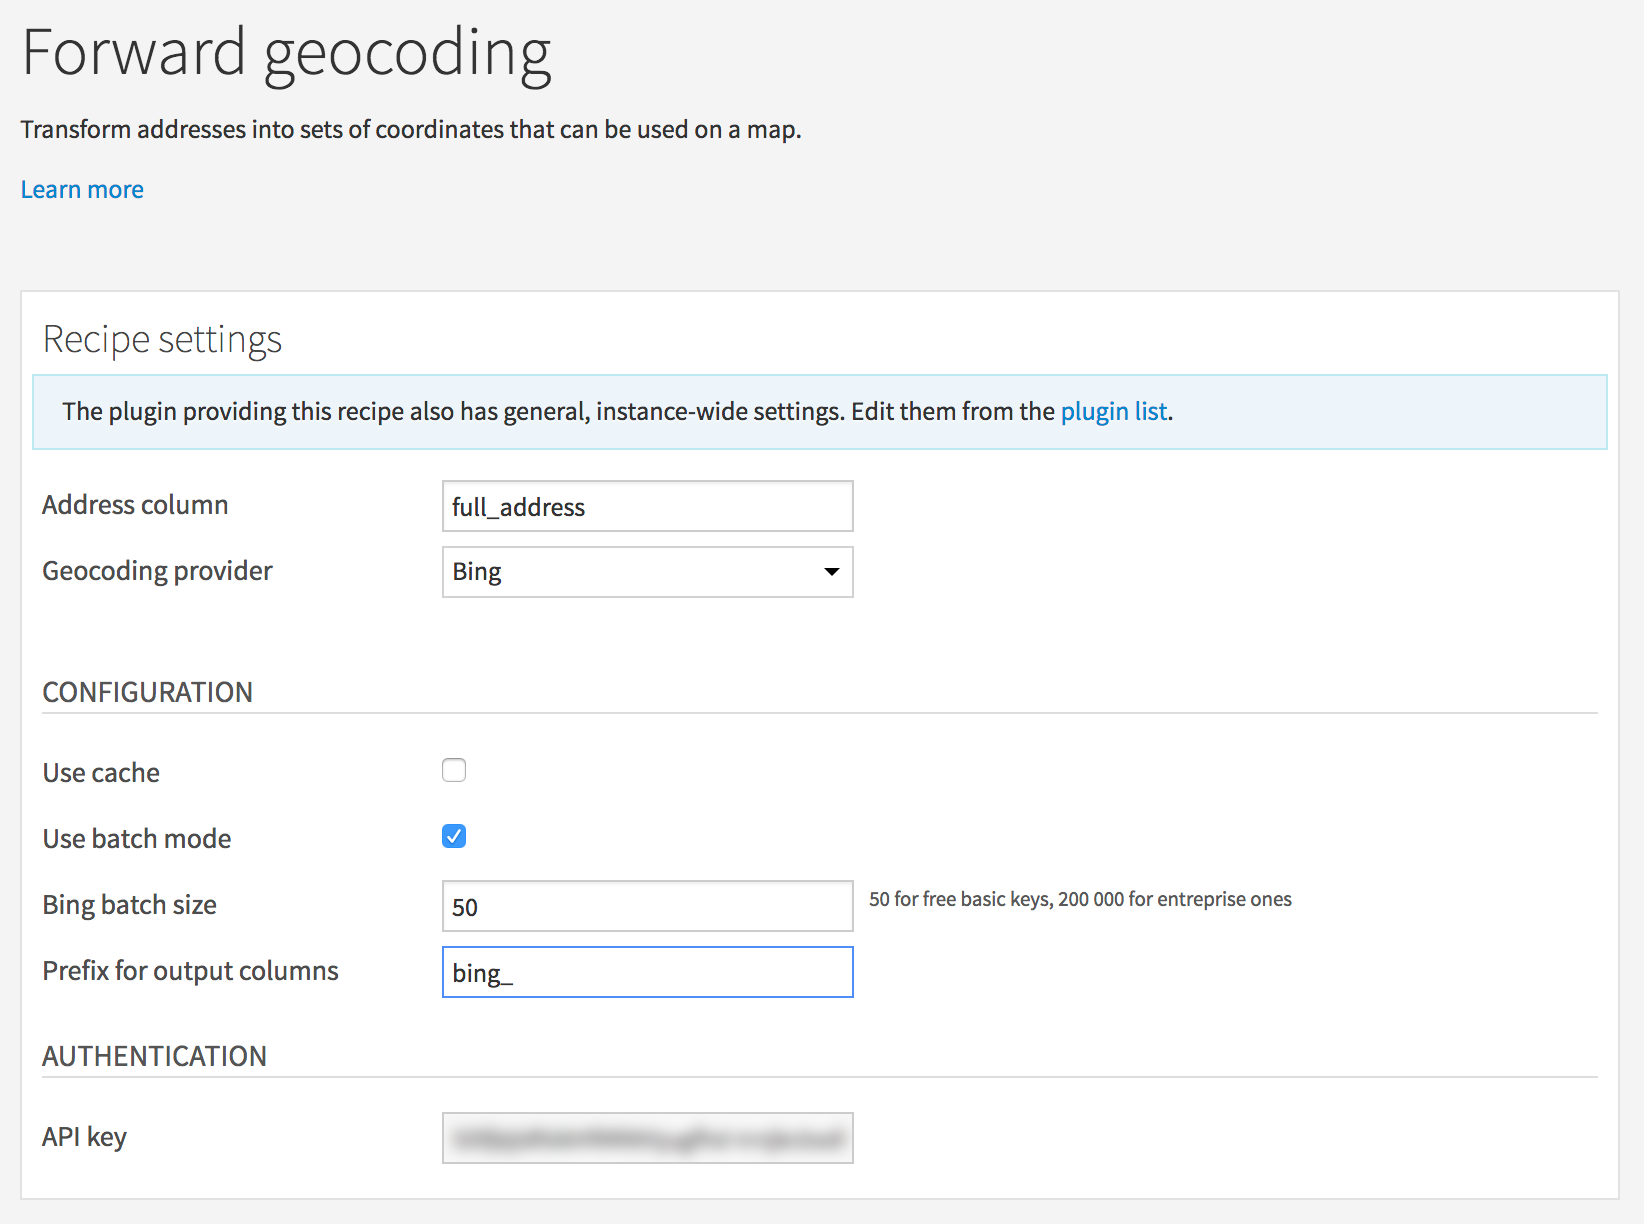 Forward geocoding
Transform addresses into sets of coordinates that can be used on a map.
Learn more
Recipe settings
The plugin providing this recipe also has general, instance-wide settings. Edit them from the plugin list.
Address column full_address
Geocoding provider Bing
CONFIGURATION
Use cache
Use batch mode
Bing batch size 50 50 for free basic keys, 200 000 for entreprise ones
Prefix for output columns bing_
AUTHENTICATION
API key